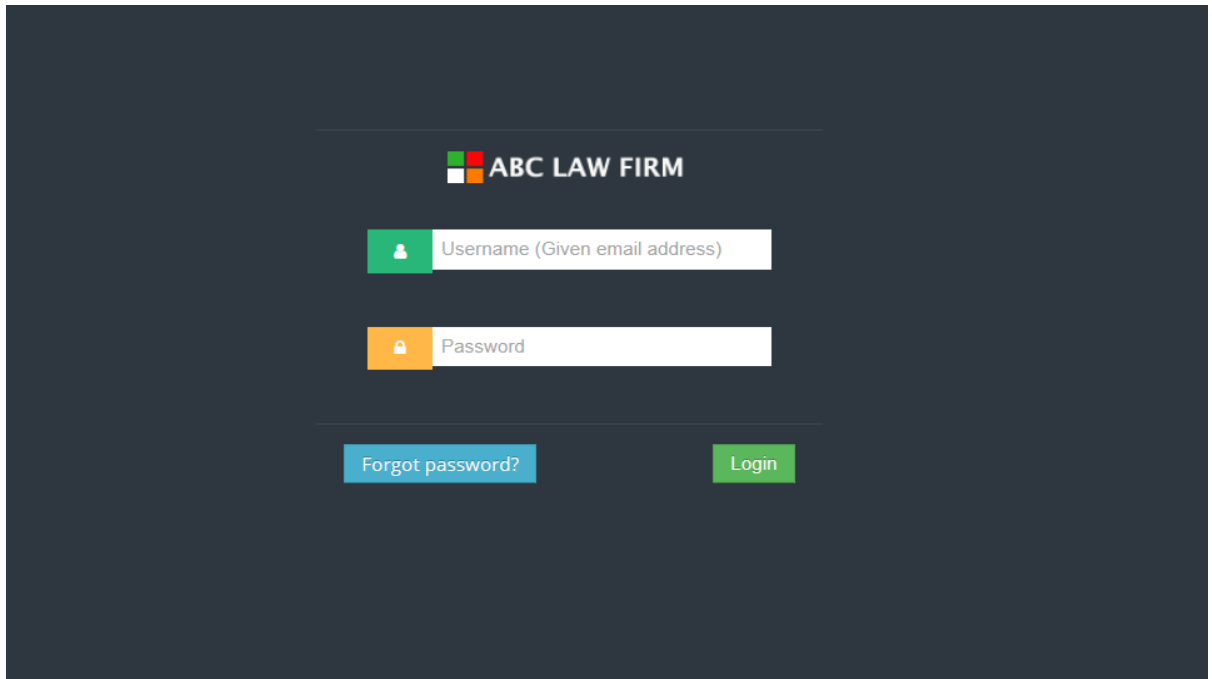 ABC LAW FIRM
Username (Given email address)
Password
Forgot password?
Login